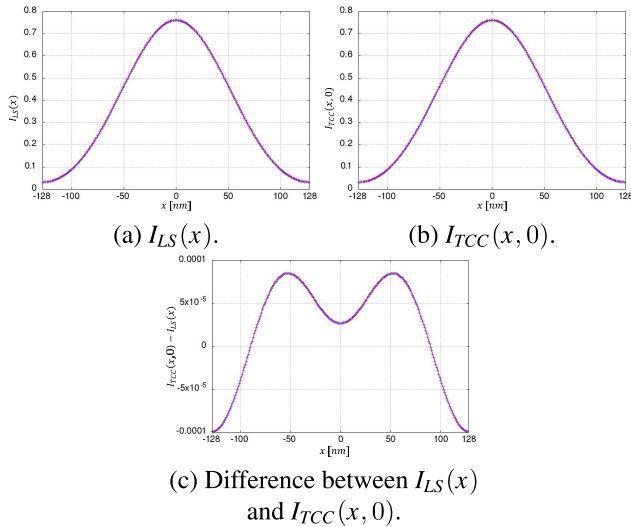 0.8
0.7
0.6
0.5
0.4
0.3
0.2
0.1
0
-128 -100 -50 0 50 100 128
x [nm]
I_{LS}(x)
(a) I_{LS}(x).
0.8
0.7
0.6
0.5
0.4
0.3
0.2
0.1
0
-128 -100 -50 0 50 100 128
x [nm]
I_{TCC}(x, 0)
(b) I_{TCC}(x, 0).
0.0001
5x10^{-5}
0
-5x10^{-5}
-0.0001
-128 -100 -50 0 50 100 128
x [nm]
I_{TCC}(x,0) − I_{LS}(x)
(c) Difference between I_{LS}(x)
and I_{TCC}(x, 0).